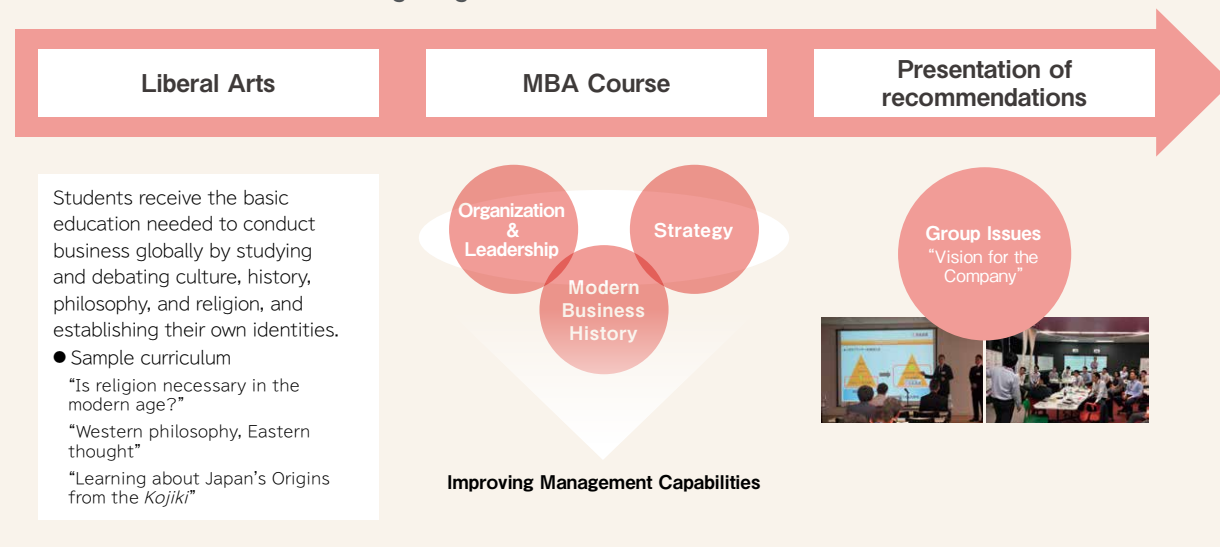 Liberal Arts
MBA Course
Presentation of
recommendations
Students receive the basic
education needed to conduct
business globally by studying
and debating culture, history,
philosophy, and religion, and
establishing their own identities.
● Sample curriculum
“Is religion necessary in the
modern age?”
“Western philosophy, Eastern
thought”
“Learning about Japan’s Origins
from the Kojiki”
Organization
&
Leadership
Strategy
Modern
Business
History
Improving Management Capabilities
Group Issues
“Vision for the
Company”